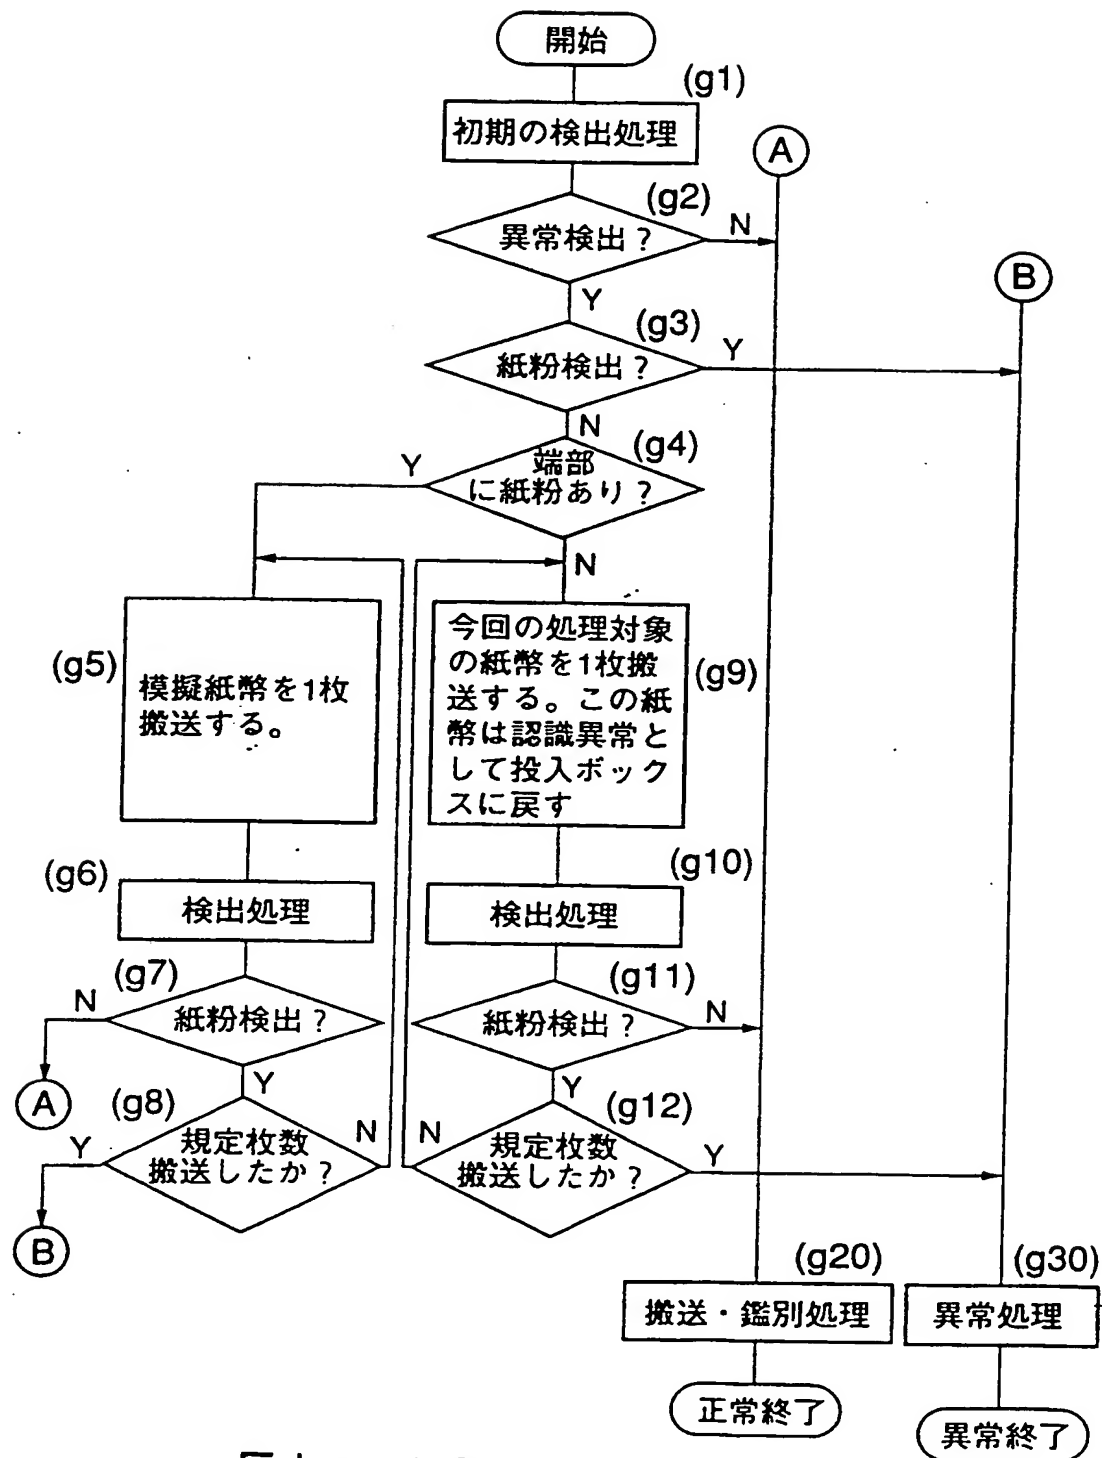 開始
(g1)
初期の検出処理
A
(g2)
異常検出?
N
B
Y
(g3)
紙粉検出?
Y
N
(g4)
端部
に紙粉あり?
Y
N
(g5)
模擬紙幣を1枚
搬送する。
今回の処理対象
の紙幣を1枚搬
送する。この紙
幣は認識異常と
して投入ボック
スに戻す
(g9)
(g6)
検出処理
(g10)
検出処理
(g7)
N
紙粉検出?
(g11)
紙粉検出?
N
A
Y
Y
(g8)
Y
規定枚数
搬送したか?
N
(g12)
N
規定枚数
搬送したか?
Y
B
(g20)
搬送・鑑別処理
(g30)
異常処理
正常終了
異常終了